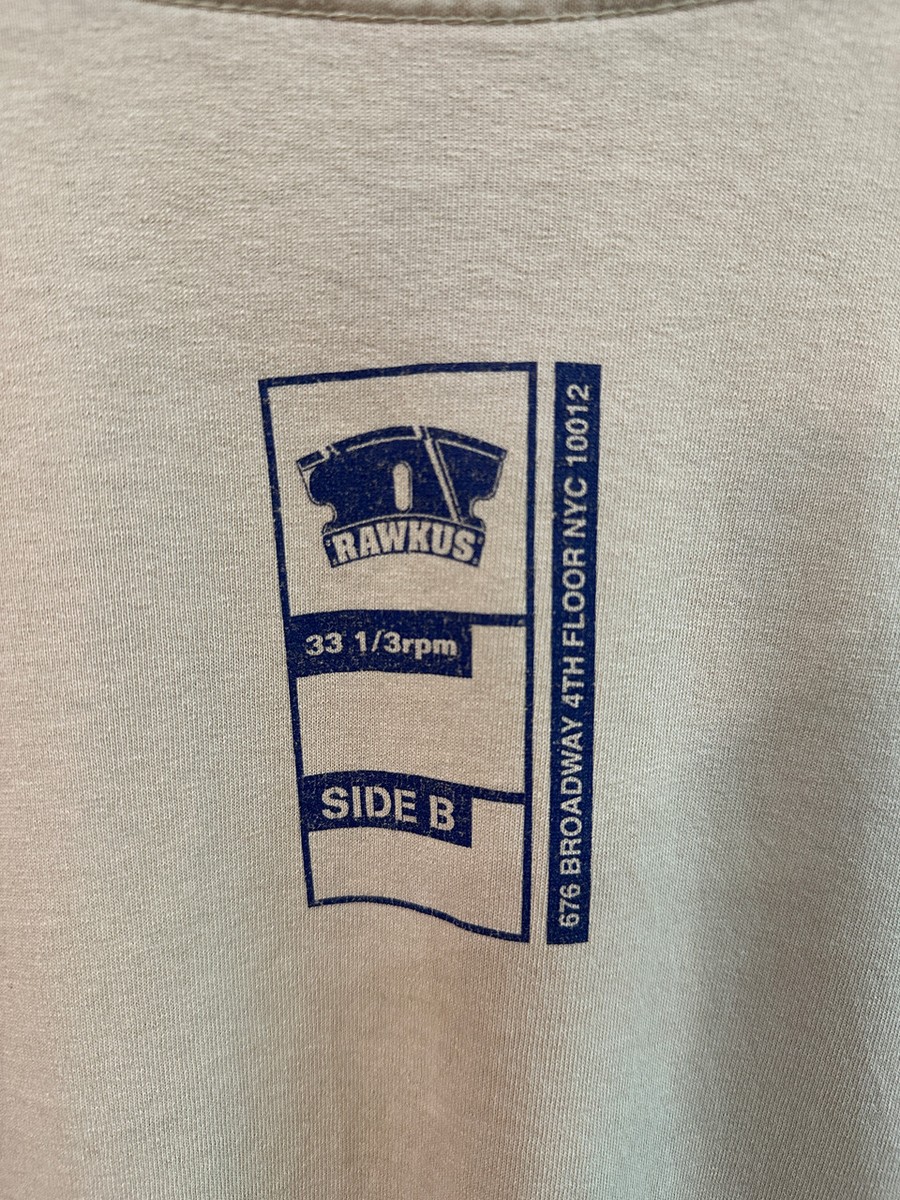 RAWKUS
33 1/3rpm
SIDE B
676 BROADWAY 4TH FLOOR NYC 10012